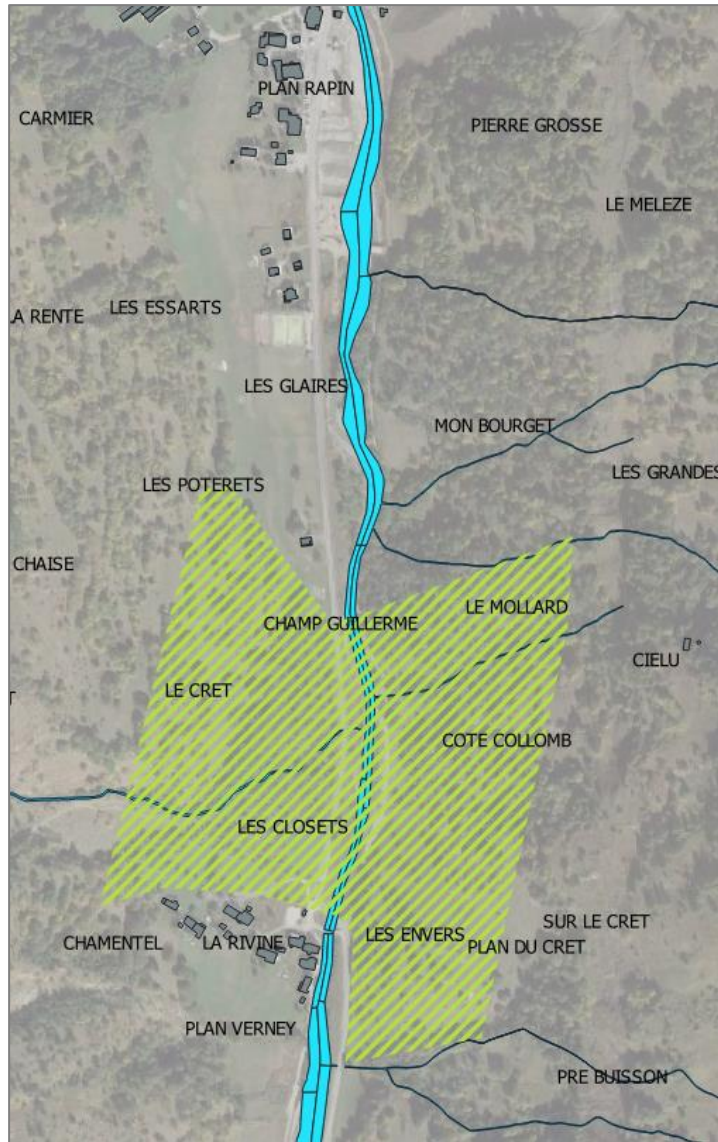 PLAN RAPIN
CARMIER
PIERRE GROSSE
LE MELEZE
LES ESSARTS
A RENTE
LES GLAIRES
MON BOURGET
LES GRANDES
LES POTERETS
CHAISE
LE MOLLARD
CHAMP GUILLERME
CIELU
LE CRET
T
COTE COLLOMB
LES CLOSETS
SUR LE CRET
LES ENVERS
CHAMENTEL
LA RIVINE
PLAN DU CRET
PLAN VERNEY
PRE BUISSON